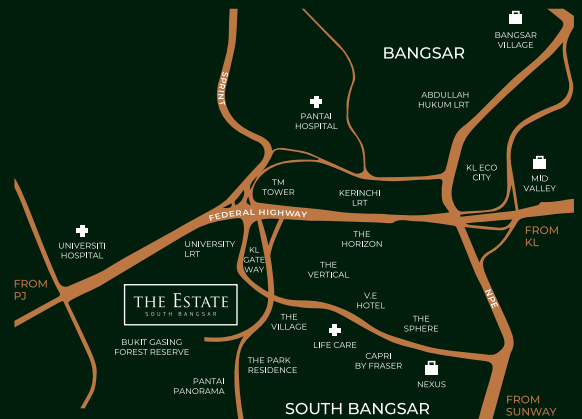 BANGSAR
VILLAGE
BANGSAR
SPRINT
ABDULLAH
HUKUM LRT
PANTAI
HOSPITAL
KL ECO
CITY
MID
VALLEY
TM
TOWER
KERINCHI
LRT
FEDERAL HIGHWAY
UNIVERSITI
HOSPITAL
UNIVERSITY
LRT
KL
GATE
WAY
THE
HORIZON
FROM
KL
THE
VERTICAL
FROM
PJ
THE ESTATE
SOUTH BANGSAR
V.E
HOTEL
NPE
THE
VILLAGE
THE
SPHERE
LIFE CARE
BUKIT GASING
FOREST RESERVE
THE PARK
RESIDENCE
CAPRI
BY FRASER
NEXUS
PANTAI
PANORAMA
SOUTH BANGSAR
FROM
SUNWAY